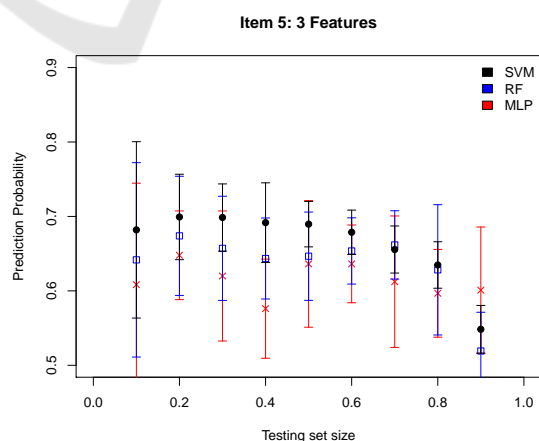 Item 5: 3 Features
SVM
RF
MLP
Prediction Probability
0.9
0.8
0.7
0.6
0.5
0.0 0.2 0.4 0.6 0.8 1.0
Testing set size